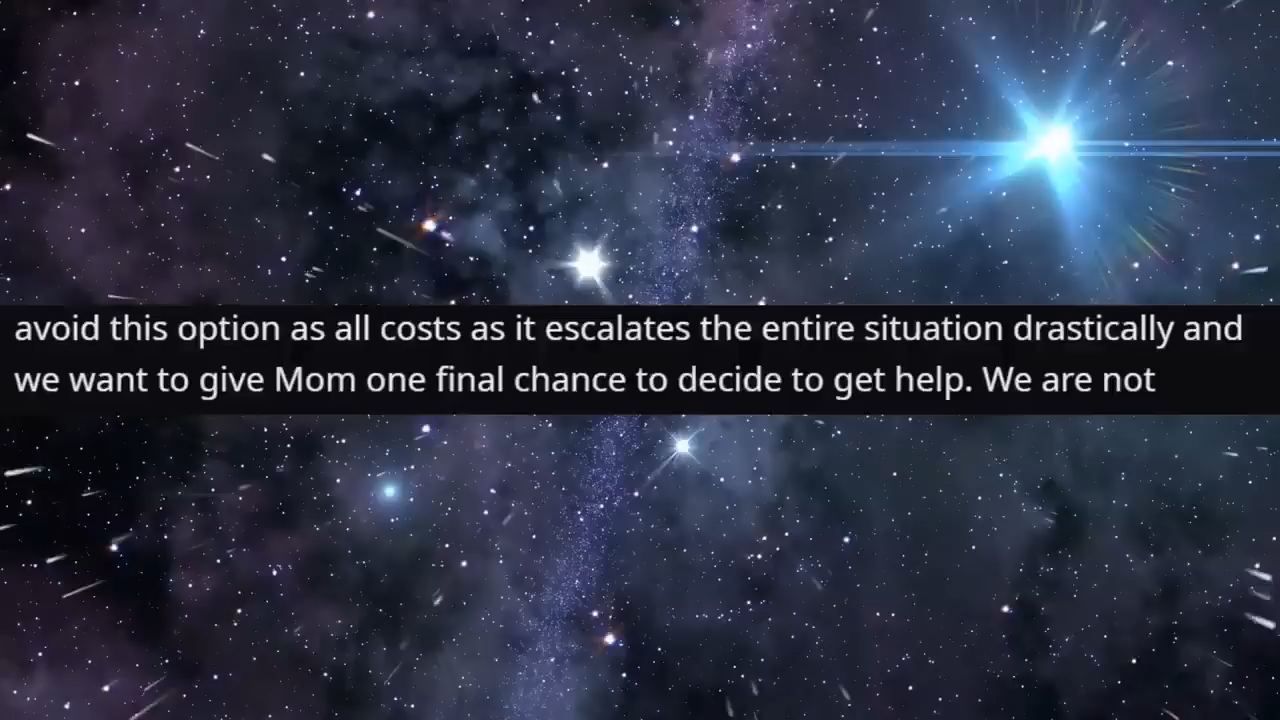 avoid this option as all costs as it escalates the entire situation drastically and
we want to give Mom one final chance to decide to get help. We are not